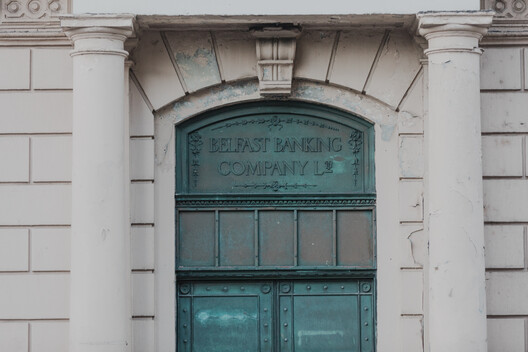 BELFAST BANKING
COMPANY LTD